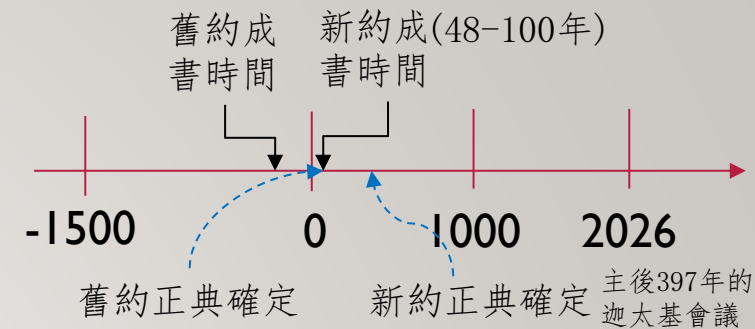 舊約成
書時間
新約成(48-100年)
書時間
-1500
0
1000
2026
舊約正典確定
新約正典確定
主後397年的
迦太基會議